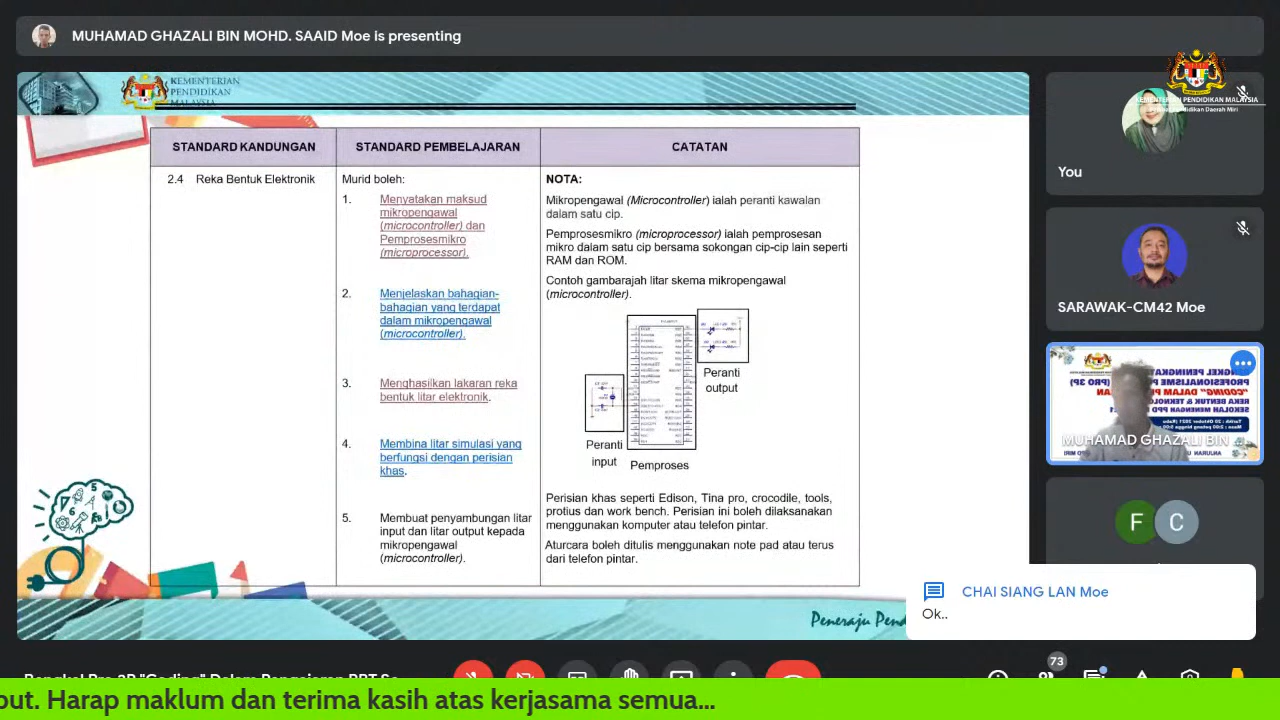 MUHAMAD GHAZALI BIN MOHD. SAAID Moe is presenting
KEMENTERIAN
PENDIDIKAN
MALAYSIA
STANDARD KANDUNGAN
STANDARD PEMBELAJARAN
CATATAN
2.4 Reka Bentuk Elektronik
Murid boleh:
1. Menyatakan maksud
mikropengawal
(microcontroller) dan
Pemprosesmikro
(microprocessor).
2. Menjelaskan bahagian-
bahagian yang terdapat
dalam mikropengawal
(microcontroller).
3. Menghasilkan lakaran reka
bentuk litar elektronik.
4. Membina litar simulasi yang
berfungsi dengan perisian
khas.
5. Membuat penyambungan litar
input dan litar output kepada
mikropengawal
(microcontroller).
NOTA:
Mikropengawal (Microcontroller) ialah peranti kawalan
dalam satu cip.
Pemprosesmikro (microprocessor) ialah pemprosesan
mikro dalam satu cip bersama sokongan cip-cip lain seperti
RAM dan ROM.
Contoh gambarajah litar skema mikropengawal
(microcontroller).
Peranti
output
Peranti
input
Pemproses
Perisian khas seperti Edison, Tina pro, crocodile, tools,
protius dan work bench. Perisian ini boleh dilaksanakan
menggunakan komputer atau telefon pintar.
Aturcara boleh ditulis menggunakan note pad atau terus
dari telefon pintar.
Peneraju
KEMENTERIAN PENDIDIKAN MALAYSIA
Pendidikan Daerah Miri
You
SARAWAK-CM42 Moe
MUHAMAD GHAZALI BIN
F
C
CHAI SIANG LAN Moe
Ok..
73
out. Harap maklum dan terima kasih atas kerjasama semua...